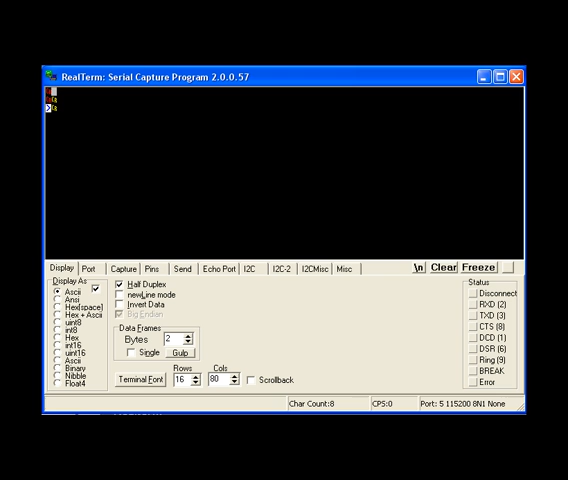 RealTerm: Serial Capture Program 2.0.0.57
Display Port Capture Pins Send Echo Port I2C I2C-2 I2CMisc Misc \n Clear Freeze
Display As
Ascii
Ansi
Hex[space]
Hex + Ascii
uint8
int8
Hex
int16
uint16
Ascii
Binary
Nibble
Float4
Half Duplex
newLine mode
Invert Data
Big Endian
Data Frames
Bytes 2
Single Gulp
Rows Cols
Terminal Font 16 80 Scrollback
Status
Disconnect
RXD (2)
TXD (3)
CTS (8)
DCD (1)
DSR (6)
Ring (9)
BREAK
Error
Char Count:8 CPS:0 Port: 5 115200 8N1 None